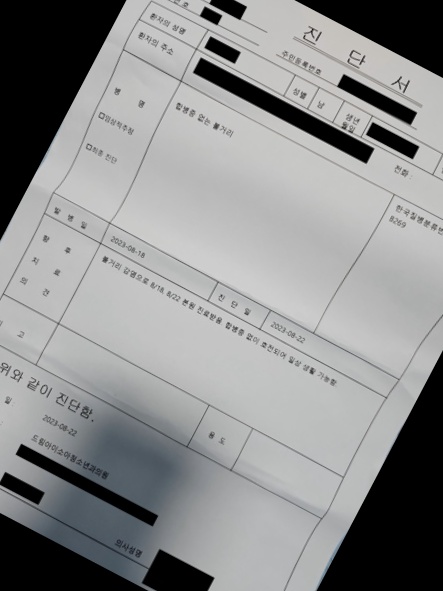 진 단 서
번 호
주민등록번호
환자의 성명
환자의 주소
성별
남
생년
월일
전화
병 명
□임상적추정
□최종 진단
합병증 없는 볼거리
한국질병분류번
B269
발 병 일
2023-08-18
진 단 일
2023-08-22
향 후
치 료
의 견
볼거리 감염으로 8/18, 8/22 본원 진료받음 합병증 없이 호전되어 일상 생활 가능함.
고
용 도
위와 같이 진단함.
일
2023-08-22
드림아이소아청소년과의원
의사성명